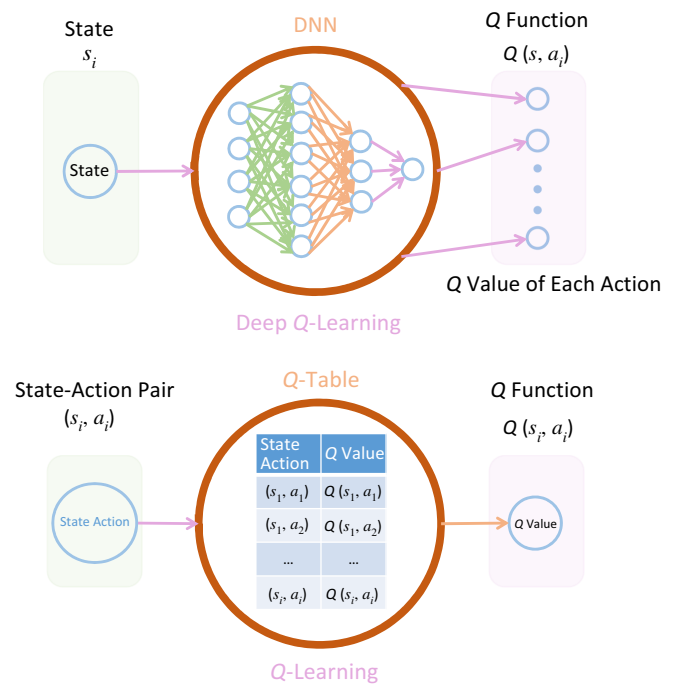 State
s_i
DNN
Q Function
Q (s, a_i)
State
Q Value of Each Action
Deep Q-Learning
State-Action Pair
(s_i, a_i)
Q-Table
Q Function
Q (s_i, a_i)
State Action
State
Action
Q Value
(s_1, a_1)
Q (s_1, a_1)
(s_1, a_2)
Q (s_1, a_2)
...
...
(s_i, a_i)
Q (s_i, a_i)
Q Value
Q-Learning